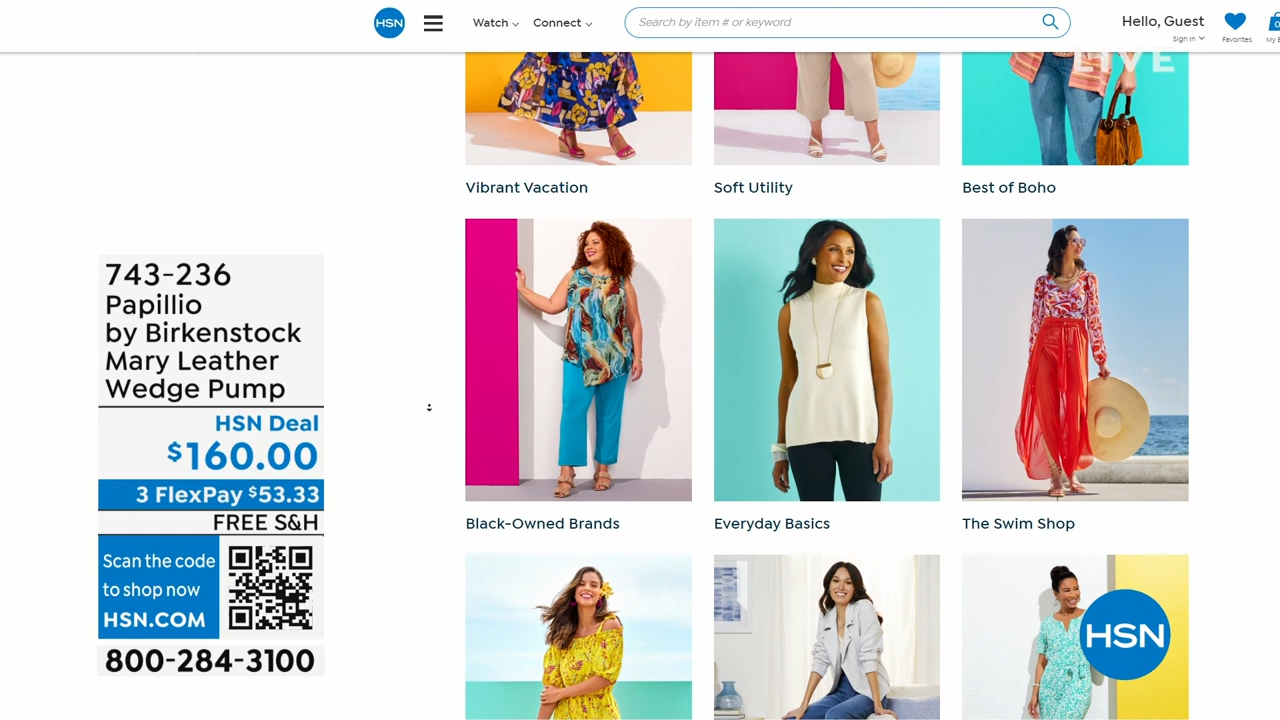 HSN
Watch
Connect
Search by item # or keyword
Hello, Guest
Sign In
Favorites
0
LIVE
Vibrant Vacation
Soft Utility
Best of Boho
743-236
Papillio
by Birkenstock
Mary Leather
Wedge Pump
HSN Deal
$160.00
3 FlexPay $53.33
FREE S&H
Scan the code
to shop now
HSN.COM
800-284-3100
Black-Owned Brands
Everyday Basics
The Swim Shop
HSN